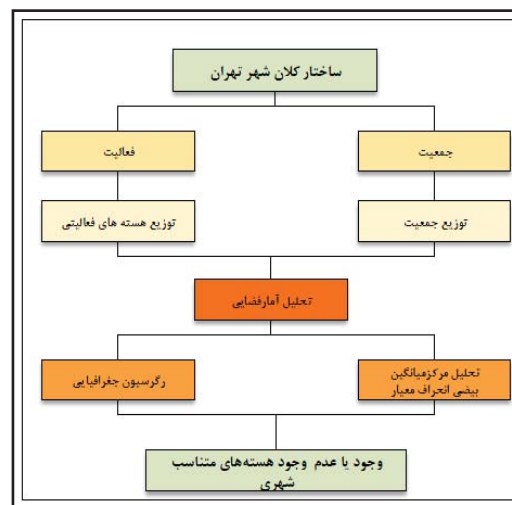 ساختار کلان شهر تهران
جمعیت
فعالیت
توزیع جمعیت
توزیع هسته های فعالیتی
تحلیل آمارفضایی
تحلیل مرکزمیانگین
بیضی انحراف معیار
رگرسیون جغرافیایی
وجود یا عدم وجود هسته‌های متناسب
شهری